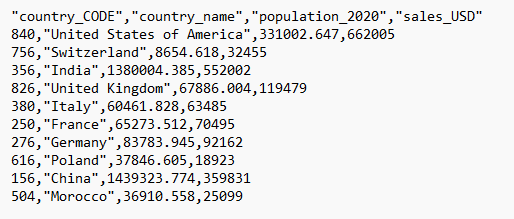 "country_CODE","country_name","population_2020","sales_USD"
840,"United States of America",331002.647,662005
756,"Switzerland",8654.618,32455
356,"India",1380004.385,552002
826,"United Kingdom",67886.004,119479
380,"Italy",60461.828,63485
250,"France",65273.512,70495
276,"Germany",83783.945,92162
616,"Poland",37846.605,18923
156,"China",1439323.774,359831
504,"Morocco",36910.558,25099